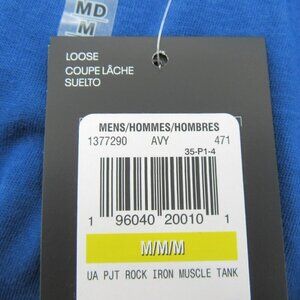 MD
M
LOOSE
COUPE LÂCHE
SUELTO
MENS/HOMMES/HOMBRES
1377290 AVY 471
35-P1-4
1 96040 20010 1
M/M/M
UA PJT ROCK IRON MUSCLE TANK